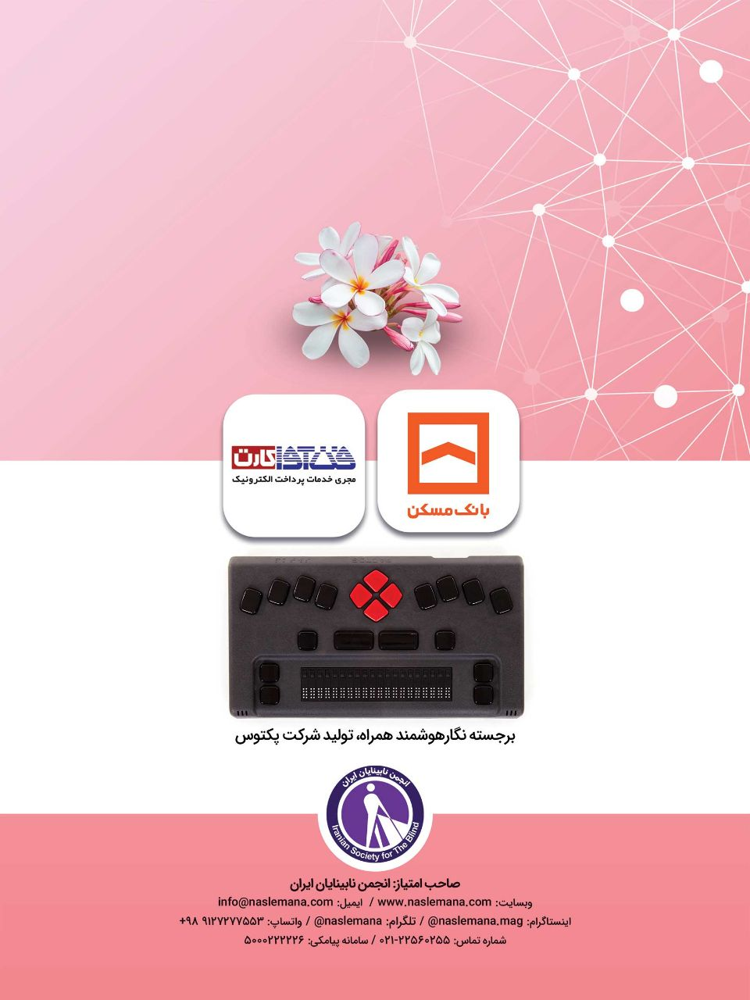 فن‌آوا کارت
مجری خدمات پرداخت الکترونیک
بانک مسکن
برجسته نگارهوشمند همراه، تولید شرکت پکتوس
انجمن نابینایان ایران
Iranian Society for The Blind
صاحب امتیاز: انجمن نابینایان ایران
وبسایت: www.naslemana.com / ایمیل: info@naslemana.com
اینستاگرام: naslemana.mag@ / تلگرام: naslemana@ / واتساپ: ۹۱۲۷۲۷۷۵۵۳ ۹۸+
شماره تماس: ۲۲۵۶۰۲۵۵-۰۲۱ / سامانه پیامکی: ۵۰۰۰۲۲۲۲۲۶